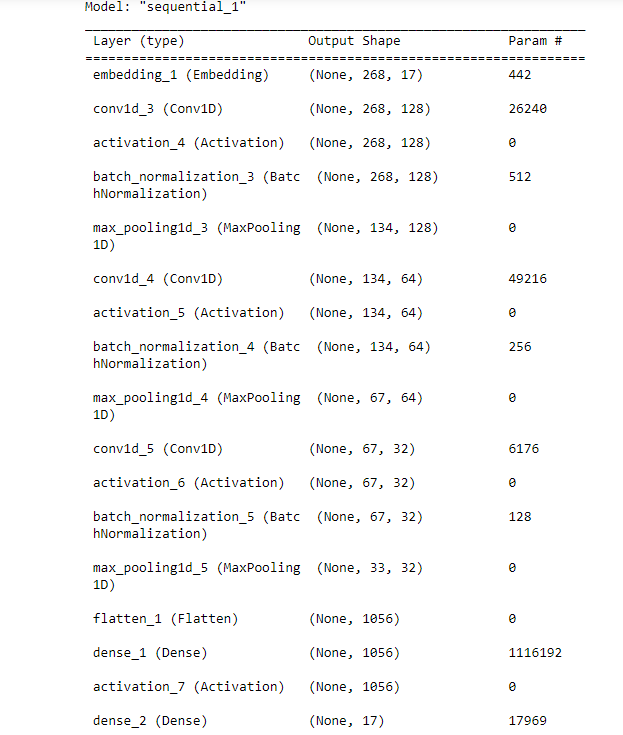 Model: "sequential_1"
Layer (type) Output Shape Param #
embedding_1 (Embedding) (None, 268, 17) 442
conv1d_3 (Conv1D) (None, 268, 128) 26240
activation_4 (Activation) (None, 268, 128) 0
batch_normalization_3 (Batc (None, 268, 128) 512
hNormalization)
max_pooling1d_3 (MaxPooling (None, 134, 128) 0
1D)
conv1d_4 (Conv1D) (None, 134, 64) 49216
activation_5 (Activation) (None, 134, 64) 0
batch_normalization_4 (Batc (None, 134, 64) 256
hNormalization)
max_pooling1d_4 (MaxPooling (None, 67, 64) 0
1D)
conv1d_5 (Conv1D) (None, 67, 32) 6176
activation_6 (Activation) (None, 67, 32) 0
batch_normalization_5 (Batc (None, 67, 32) 128
hNormalization)
max_pooling1d_5 (MaxPooling (None, 33, 32) 0
1D)
flatten_1 (Flatten) (None, 1056) 0
dense_1 (Dense) (None, 1056) 1116192
activation_7 (Activation) (None, 1056) 0
dense_2 (Dense) (None, 17) 17969